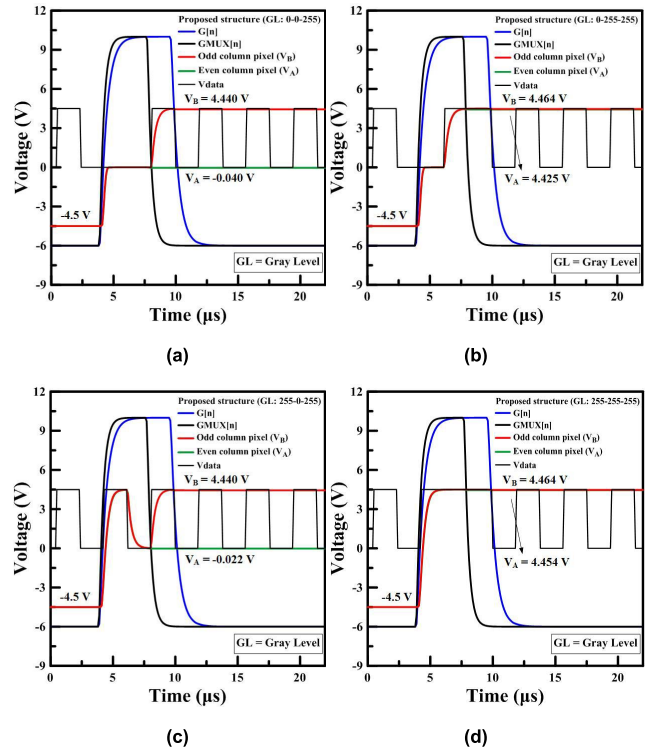 Proposed structure (GL: 0-0-255)
G[n]
GMUX[n]
Odd column pixel (VB)
Even column pixel (VA)
Vdata
VB = 4.440 V
VA = -0.040 V
-4.5 V
GL = Gray Level
12
9
6
3
0
-3
-6
-9
Voltage (V)
0 5 10 15 20
Time (µs)
(a)
Proposed structure (GL: 0-255-255)
G[n]
GMUX[n]
Odd column pixel (VB)
Even column pixel (VA)
Vdata
VB = 4.464 V
VA = 4.425 V
-4.5 V
GL = Gray Level
12
9
6
3
0
-3
-6
-9
Voltage (V)
0 5 10 15 20
Time (µs)
(b)
Proposed structure (GL: 255-0-255)
G[n]
GMUX[n]
Odd column pixel (VB)
Even column pixel (VA)
Vdata
VB = 4.440 V
VA = -0.022 V
-4.5 V
GL = Gray Level
12
9
6
3
0
-3
-6
-9
Voltage (V)
0 5 10 15 20
Time (µs)
(c)
Proposed structure (GL: 255-255-255)
G[n]
GMUX[n]
Odd column pixel (VB)
Even column pixel (VA)
Vdata
VB = 4.464 V
VA = 4.454 V
-4.5 V
GL = Gray Level
12
9
6
3
0
-3
-6
-9
Voltage (V)
0 5 10 15 20
Time (µs)
(d)